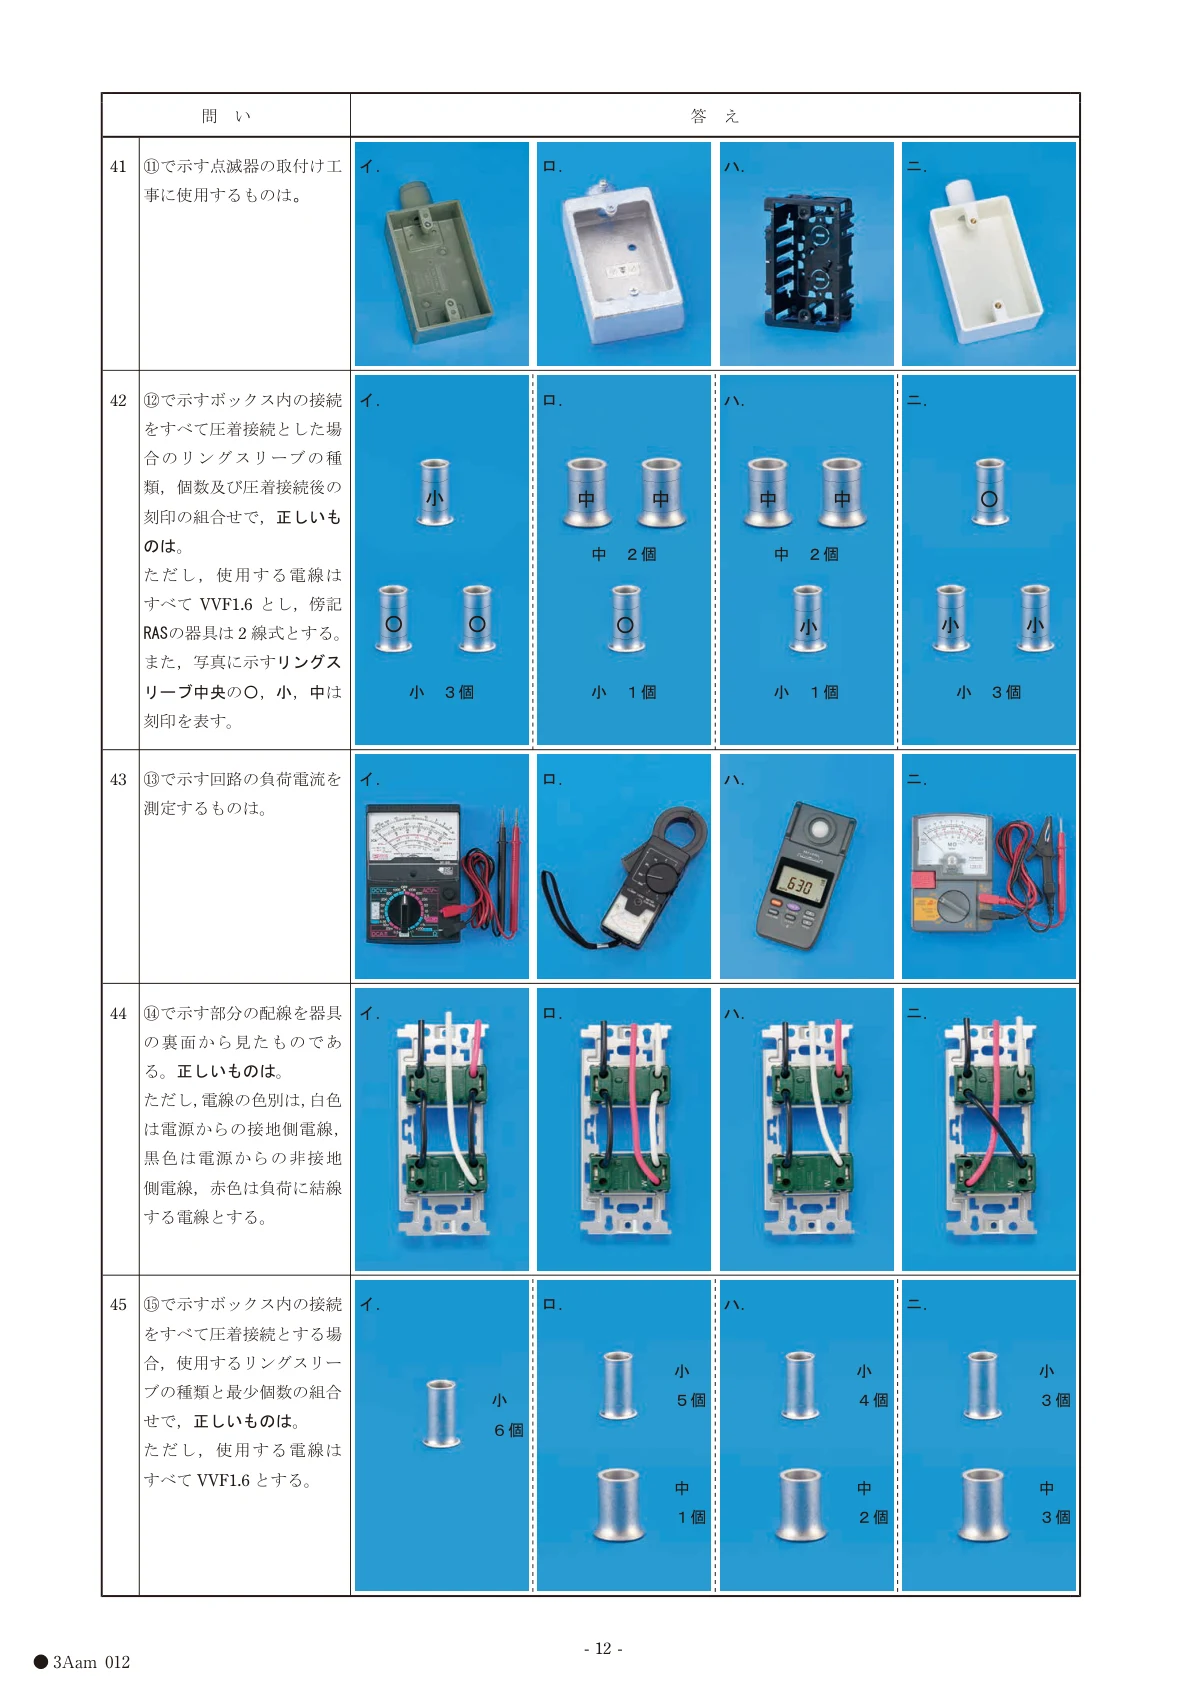 問 い
答 え
41
⑪で示す点滅器の取付け工
事に使用するものは。
イ.
ロ.
ハ.
ニ.
42
⑫で示すボックス内の接続
をすべて圧着接続とした場
合のリングスリーブの種
類，個数及び圧着接続後の
刻印の組合せで，正しいも
のは。
ただし，使用する電線は
すべて VVF1.6 とし，傍記
RASの器具は２線式とする。
また，写真に示すリングス
リーブ中央の〇，小，中は
刻印を表す。
イ.
小
〇 〇
小 ３個
ロ.
中 中
中 ２個
〇
小 １個
ハ.
中 中
中 ２個
小
小 １個
ニ.
〇
小 小
小 ３個
43
⑬で示す回路の負荷電流を
測定するものは。
イ.
ロ.
ハ.
630
ニ.
44
⑭で示す部分の配線を器具
の裏面から見たものであ
る。正しいものは。
ただし，電線の色別は，白色
は電源からの接地側電線，
黒色は電源からの非接地
側電線，赤色は負荷に結線
する電線とする。
イ.
W
ロ.
W
ハ.
W
ニ.
W
45
⑮で示すボックス内の接続
をすべて圧着接続とする場
合，使用するリングスリー
ブの種類と最少個数の組合
せで，正しいものは。
ただし，使用する電線は
すべて VVF1.6 とする。
イ.
小
６個
ロ.
小
５個
中
１個
ハ.
小
４個
中
２個
ニ.
小
３個
中
３個
- 12 -
●3Aam 012